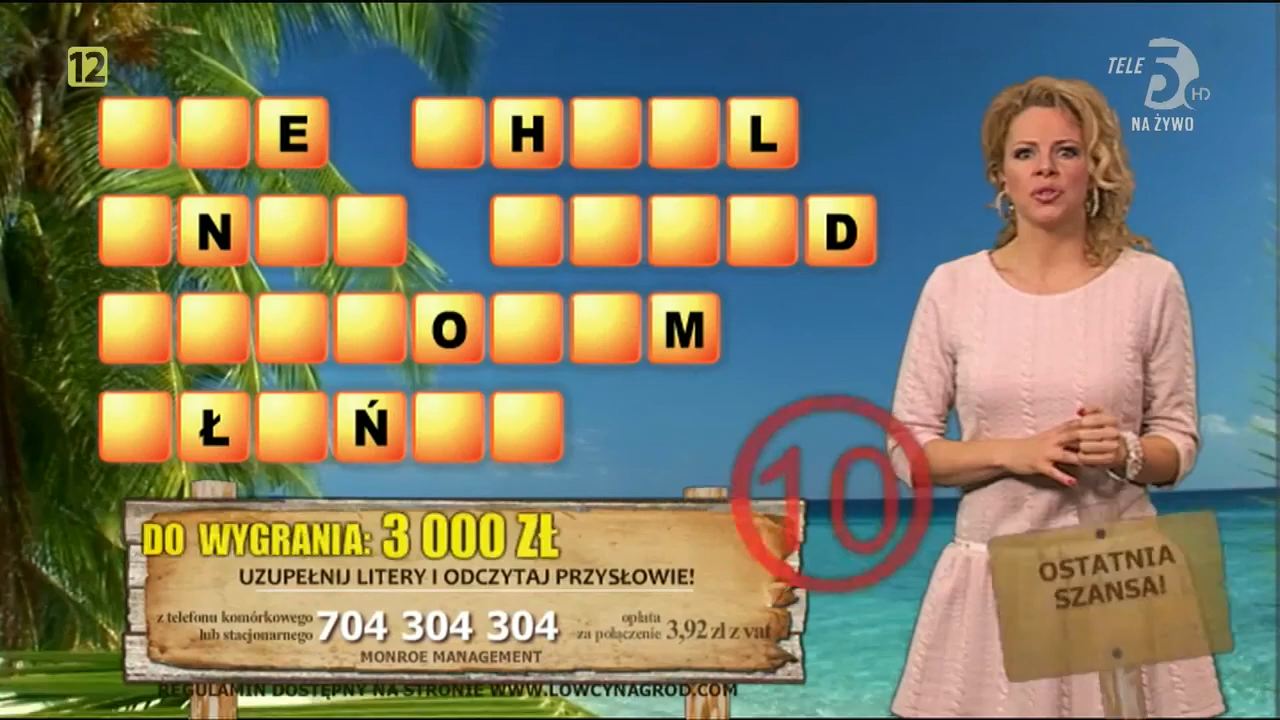 12
TELE 5 HD
NA ŻYWO
E H L
N D
O M
Ł Ń
10
DO WYGRANIA: 3 000 ZŁ
UZUPEŁNIJ LITERY I ODCZYTAJ PRZYSŁOWIE!
z telefonu komórkowego
lub stacjonarnego
704 304 304
opłata
za połączenie 3,92 zł z vat
MONROE MANAGEMENT
REGULAMIN DOSTĘPNY NA STRONIE WWW.LOWCYNAGROD.COM
OSTATNIA
SZANSA!